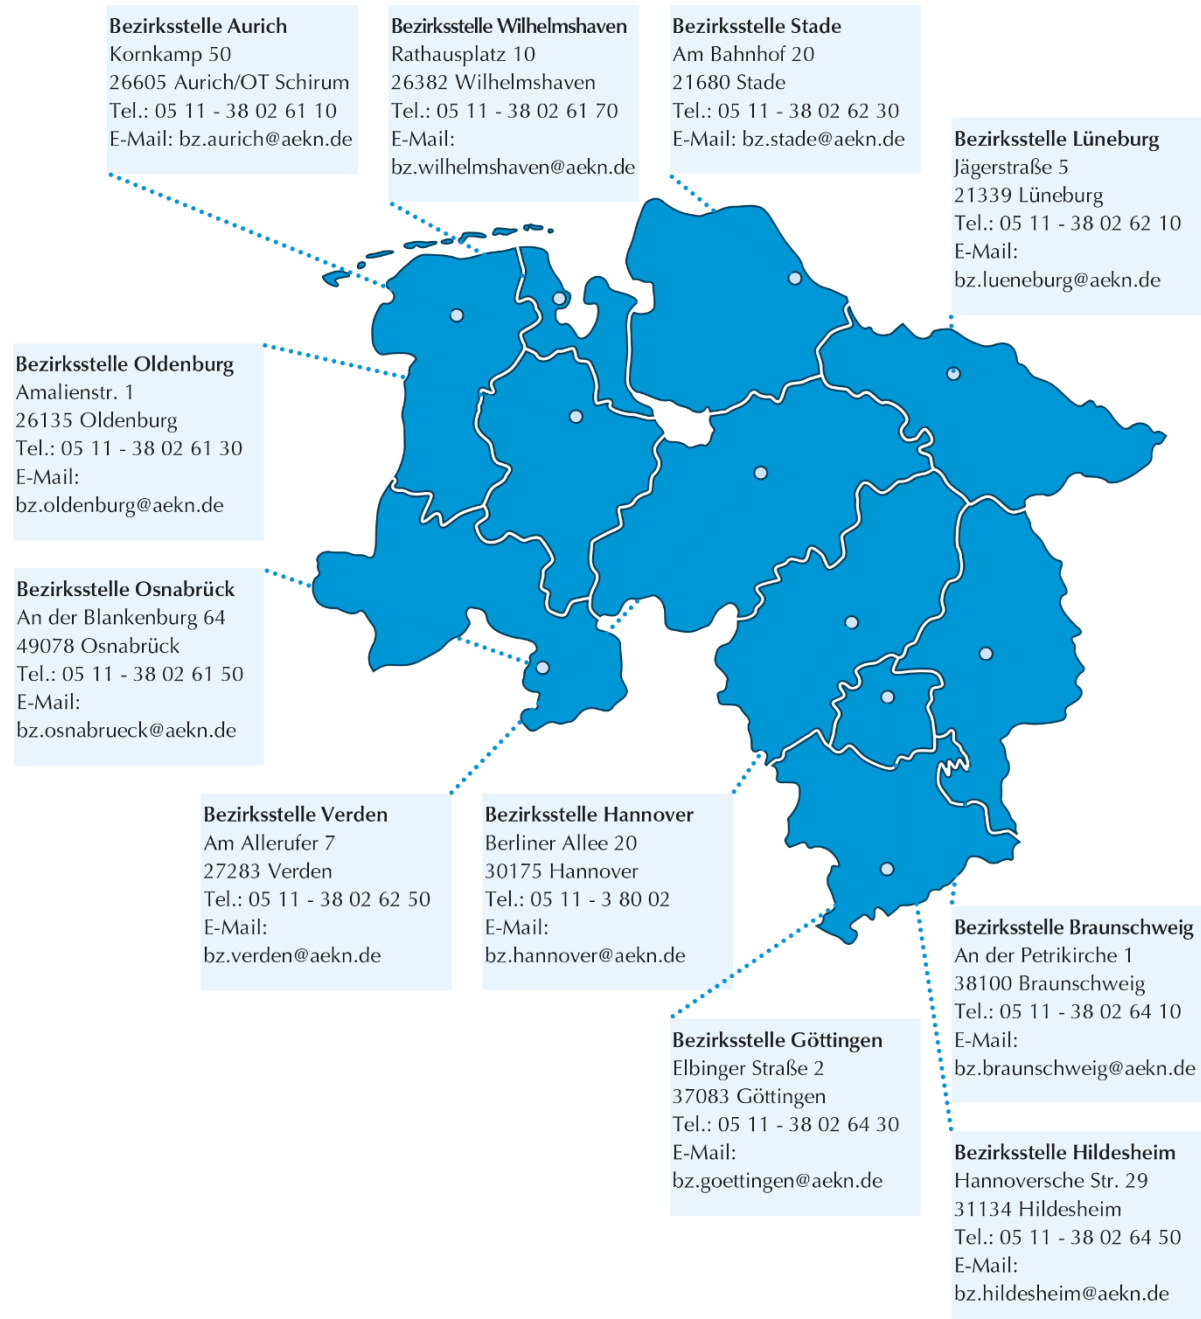 Bezirksstelle Aurich
Kornkamp 50
26605 Aurich/OT Schirum
Tel.: 05 11 - 38 02 61 10
E-Mail: bz.aurich@aekn.de
Bezirksstelle Wilhelmshaven
Rathausplatz 10
26382 Wilhelmshaven
Tel.: 05 11 - 38 02 61 70
E-Mail:
bz.wilhelmshaven@aekn.de
Bezirksstelle Stade
Am Bahnhof 20
21680 Stade
Tel.: 05 11 - 38 02 62 30
E-Mail: bz.stade@aekn.de
Bezirksstelle Lüneburg
Jägerstraße 5
21339 Lüneburg
Tel.: 05 11 - 38 02 62 10
E-Mail:
bz.lueneburg@aekn.de
Bezirksstelle Oldenburg
Amalienstr. 1
26135 Oldenburg
Tel.: 05 11 - 38 02 61 30
E-Mail:
bz.oldenburg@aekn.de
Bezirksstelle Osnabrück
An der Blankenburg 64
49078 Osnabrück
Tel.: 05 11 - 38 02 61 50
E-Mail:
bz.osnabrueck@aekn.de
Bezirksstelle Verden
Am Allerufer 7
27283 Verden
Tel.: 05 11 - 38 02 62 50
E-Mail:
bz.verden@aekn.de
Bezirksstelle Hannover
Berliner Allee 20
30175 Hannover
Tel.: 05 11 - 3 80 02
E-Mail:
bz.hannover@aekn.de
Bezirksstelle Braunschweig
An der Petrikirche 1
38100 Braunschweig
Tel.: 05 11 - 38 02 64 10
E-Mail:
bz.braunschweig@aekn.de
Bezirksstelle Göttingen
Elbinger Straße 2
37083 Göttingen
Tel.: 05 11 - 38 02 64 30
E-Mail:
bz.goettingen@aekn.de
Bezirksstelle Hildesheim
Hannoversche Str. 29
31134 Hildesheim
Tel.: 05 11 - 38 02 64 50
E-Mail:
bz.hildesheim@aekn.de